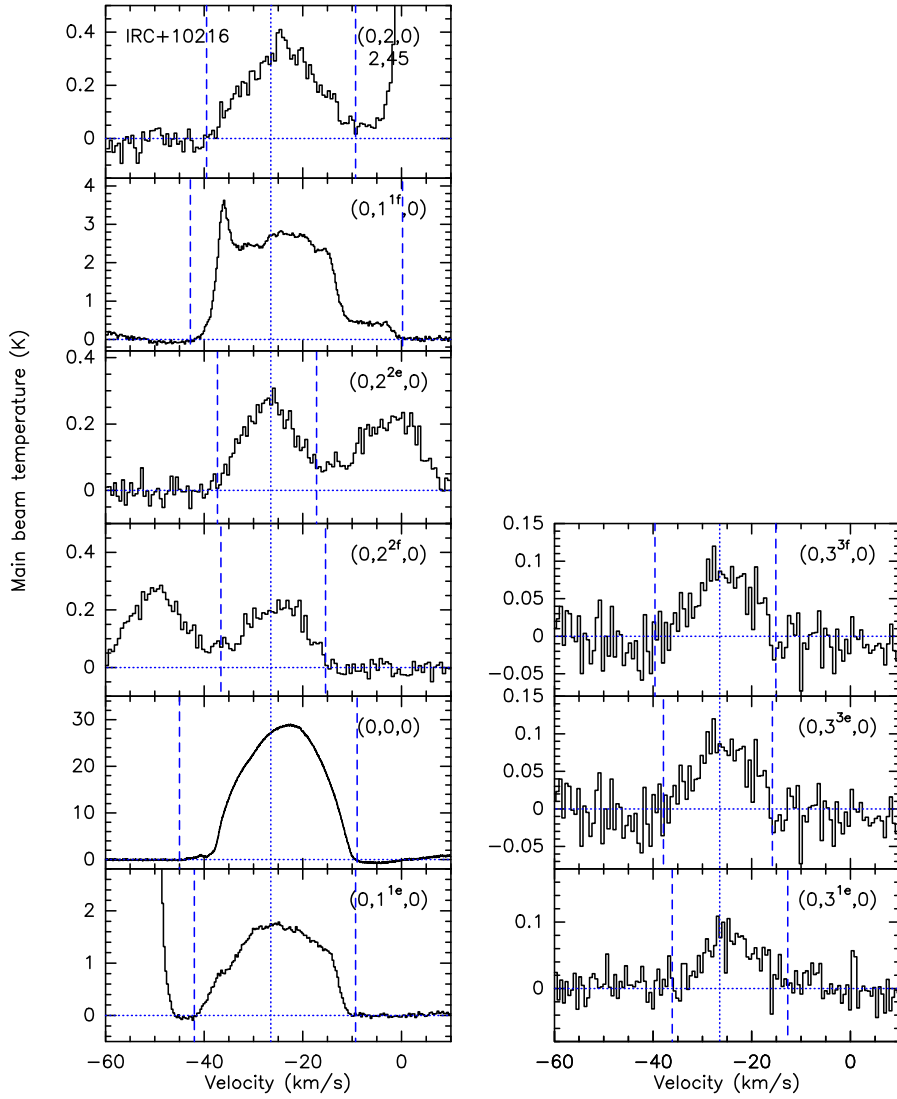 IRC+10216
(0,2,0)
2,45
0.4
0.2
0
(0,1^{1f},0)
4
3
2
1
0
(0,2^{2e},0)
0.4
0.2
0
Main beam temperature (K)
(0,2^{2f},0)
0.4
0.2
0
(0,0,0)
30
20
10
0
(0,1^{1e},0)
2
1
0
−60 −40 −20 0
Velocity (km/s)
(0,3^{3f},0)
0.15
0.1
0.05
0
−0.05
(0,3^{3e},0)
0.15
0.1
0.05
0
−0.05
(0,3^{1e},0)
0.1
0
−60 −40 −20 0
Velocity (km/s)